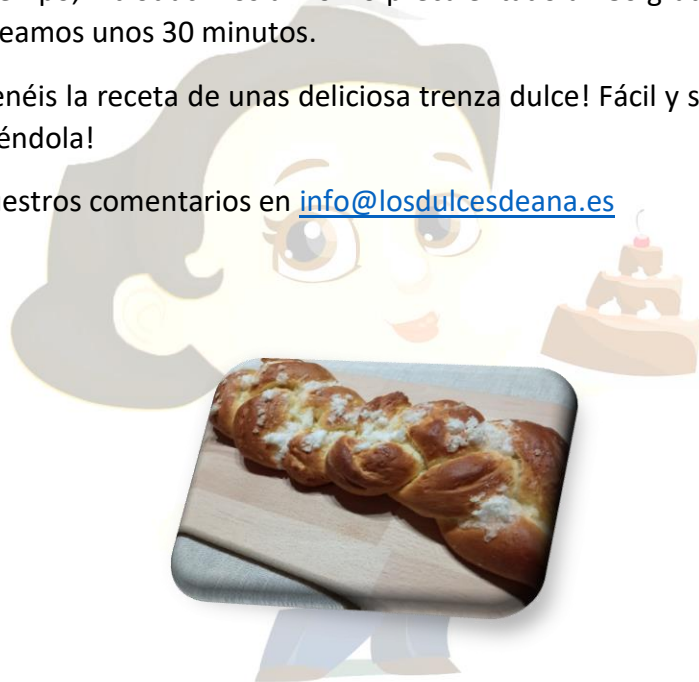 eamos unos 30 minutos.
enéis la receta de unas deliciosa trenza dulce! Fácil y s
éndola!
estros comentarios en info@losdulcesdeana.es